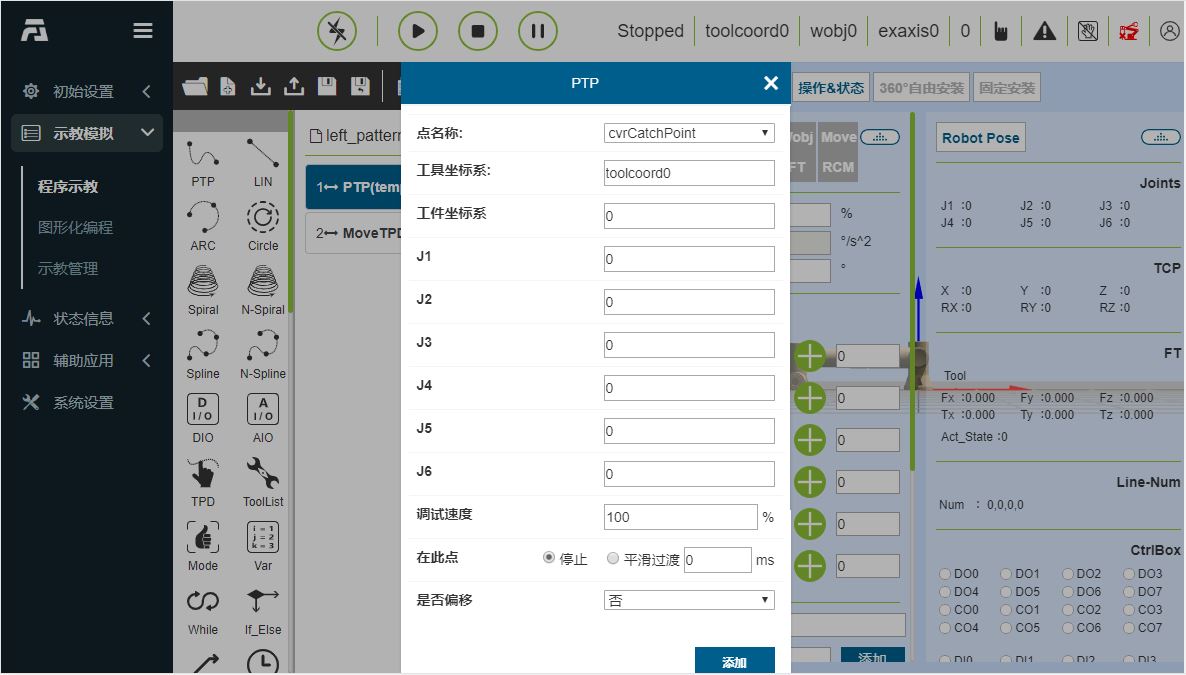 Stopped toolcoord0 wobj0 exaxis0 0
初始设置
示教模拟
程序示教
图形化编程
示教管理
状态信息
辅助应用
系统设置
PTP LIN
ARC Circle
Spiral N-Spiral
Spline N-Spline
D I/O A I/O
DIO AIO
TPD ToolList
i = 1
j = 2
k = 3
Mode Var
While If_Else
left_pattern
1 PTP(tem
2 MoveTPD
PTP
点名称: cvrCatchPoint
工具坐标系: toolcoord0
工件坐标系 0
J1 0
J2 0
J3 0
J4 0
J5 0
J6 0
调试速度 100 %
在此点 停止 平滑过渡 0 ms
是否偏移 否
添加
操作&状态 360°自由安装 固定安装
obj Move
FT RCM
%
°/s^2
°
0
0
0
0
0
0
添加
Robot Pose
Joints
J1 :0 J2 :0 J3 :0
J4 :0 J5 :0 J6 :0
TCP
X :0 Y :0 Z :0
RX :0 RY :0 RZ :0
FT
Tool
Fx :0.000 Fy :0.000 Fz :0.000
Tx :0.000 Ty :0.000 Tz :0.000
Act_State :0
Line-Num
Num : 0,0,0,0
CtrlBox
DO0 DO1 DO2 DO3
DO4 DO5 DO6 DO7
CO0 CO1 CO2 CO3
CO4 CO5 CO6 CO7
DI0 DI1 DI2 DI3